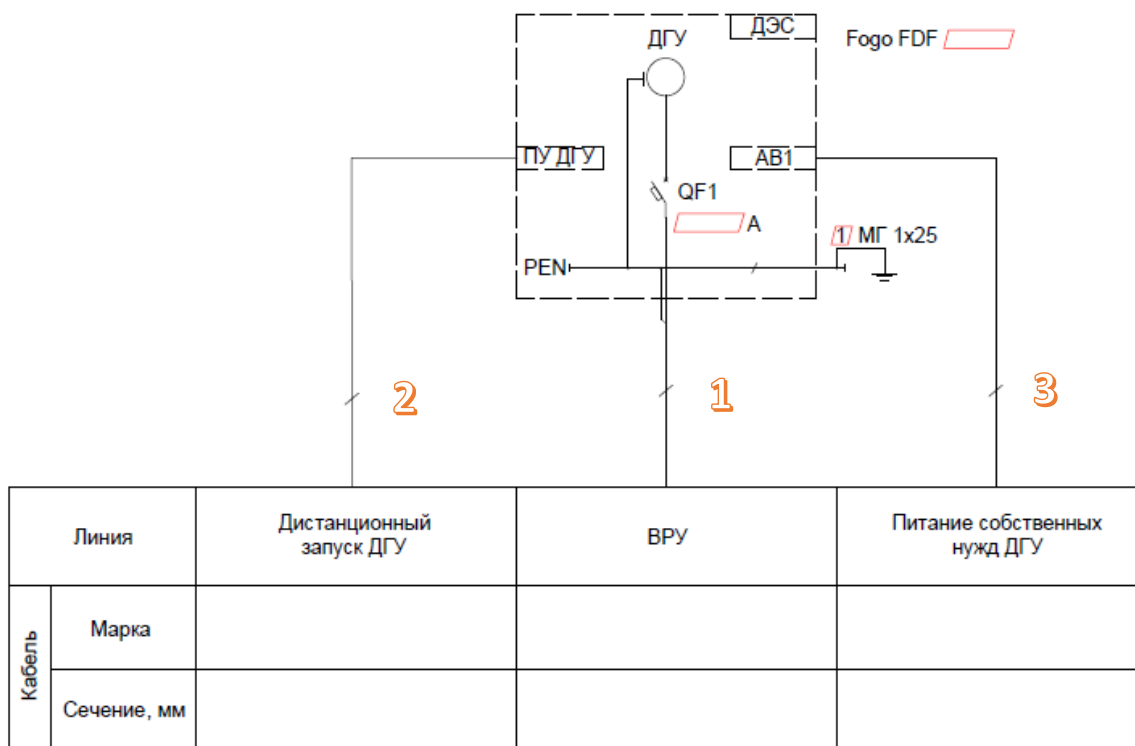 ДЭС
Fogo FDF
ДГУ
ПУ ДГУ
АВ1
QF1
А
1 МГ 1х25
PEN
2
1
3
Линия
Дистанционный
запуск ДГУ
ВРУ
Питание собственных
нужд ДГУ
Кабель
Марка
Сечение, мм